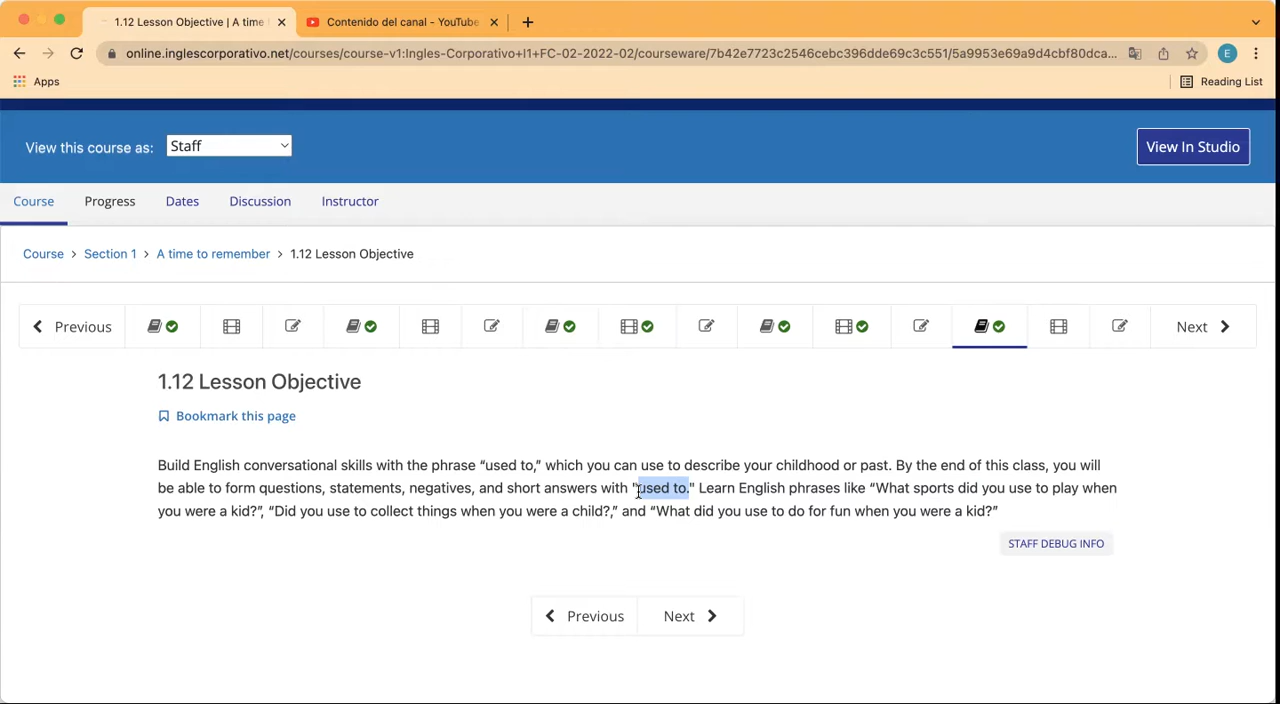 1.12 Lesson Objective | A time
Contenido del canal - YouTube
online.inglescorporativo.net/courses/course-v1:Ingles-Corporativo+I1+FC-02-2022-02/courseware/7b42e7723c2546cebc396dde69c3c551/5a9953e69a9d4cbf80dca...
E
Apps
Reading List
View this course as:
Staff
View In Studio
Course
Progress
Dates
Discussion
Instructor
Course > Section 1 > A time to remember > 1.12 Lesson Objective
Previous
Next
1.12 Lesson Objective
Bookmark this page
Build English conversational skills with the phrase “used to,” which you can use to describe your childhood or past. By the end of this class, you will
be able to form questions, statements, negatives, and short answers with "used to." Learn English phrases like “What sports did you use to play when
you were a kid?”, “Did you use to collect things when you were a child?,” and “What did you use to do for fun when you were a kid?”
STAFF DEBUG INFO
Previous
Next